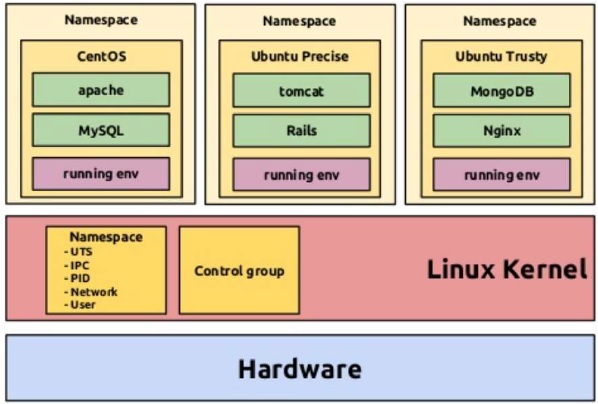 Namespace
CentOS
apache
MySQL
running env
Namespace
Ubuntu Precise
tomcat
Rails
running env
Namespace
Ubuntu Trusty
MongoDB
Nginx
running env
Namespace
- UTS
- IPC
- PID
- Network
- User
Control group
Linux Kernel
Hardware